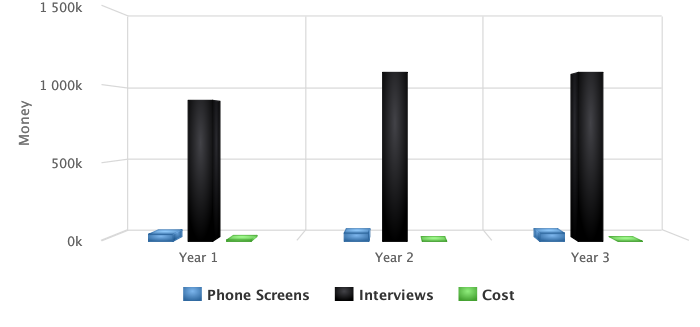 1 500k
1 000k
500k
0k
Money
Year 1 Year 2 Year 3
Phone Screens Interviews Cost